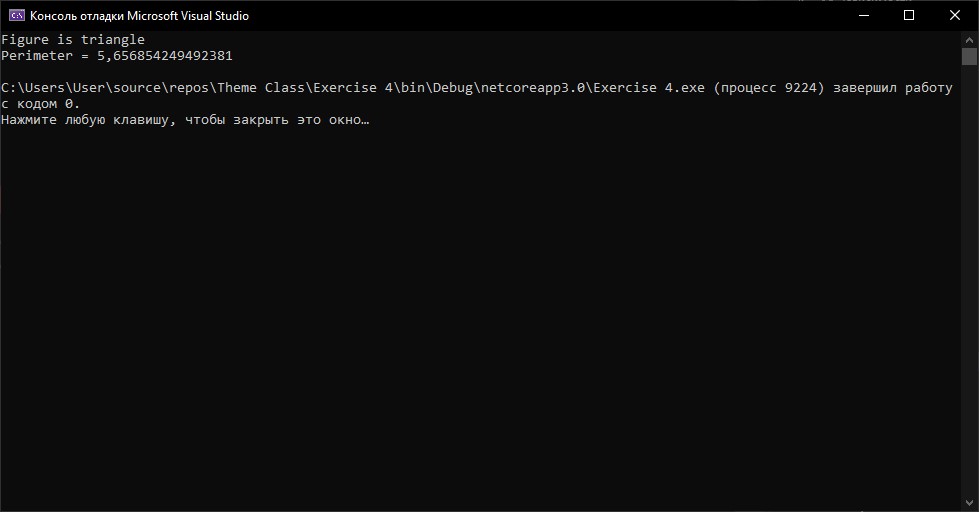 Консоль отладки Microsoft Visual Studio
Figure is triangle
Perimeter = 5,656854249492381
C:\Users\User\source\repos\Theme Class\Exercise 4\bin\Debug\netcoreapp3.0\Exercise 4.exe (процесс 9224) завершил работу
с кодом 0.
Нажмите любую клавишу, чтобы закрыть это окно…